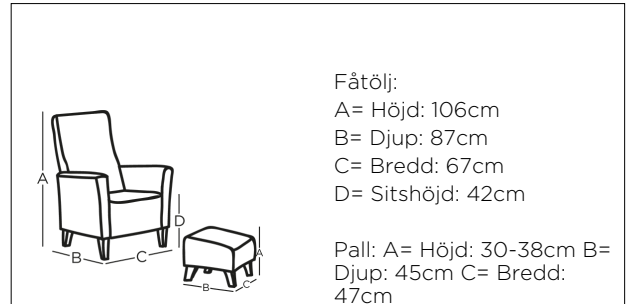 A
D
B
C
A
B
C
Fåtölj:
A= Höjd: 106cm
B= Djup: 87cm
C= Bredd: 67cm
D= Sitshöjd: 42cm
Pall: A= Höjd: 30-38cm B=
Djup: 45cm C= Bredd:
47cm